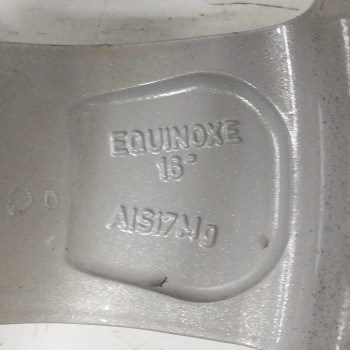 EQUINOXE
16"
AlSi7Mg